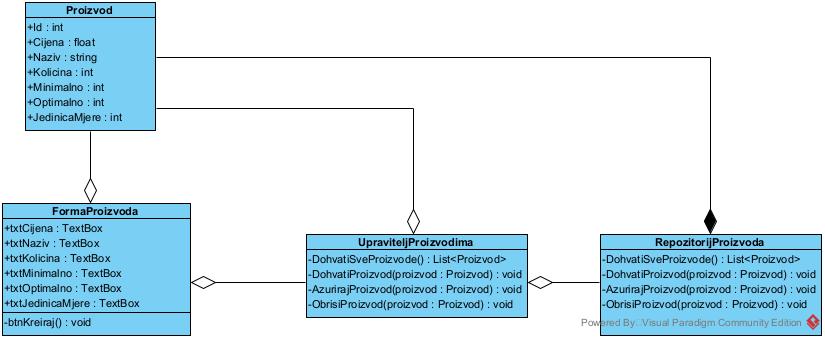 Proizvod
+Id : int
+Cijena : float
+Naziv : string
+Kolicina : int
+Minimalno : int
+Optimalno : int
+JedinicaMjere : int
FormaProizvoda
+txtCijena : TextBox
+txtNaziv : TextBox
+txtKolicina : TextBox
+txtMinimalno : TextBox
+txtOptimalno : TextBox
+txtJedinicaMjere : TextBox
-btnKreiraj() : void
UpraviteljProizvodima
-DohvatiSveProizvode() : List<Proizvod>
-DohvatiProizvod(proizvod : Proizvod) : void
-AzurirajProizvod(proizvod : Proizvod) : void
-ObrisiProizvod(proizvod : Proizvod) : void
RepozitorijProizvoda
-DohvatiSveProizvode() : List<Proizvod>
-DohvatiProizvod(proizvod : Proizvod) : void
-AzurirajProizvod(proizvod : Proizvod) : void
-ObrisiProizvod(proizvod : Proizvod) : void
Powered By: Visual Paradigm Community Edition